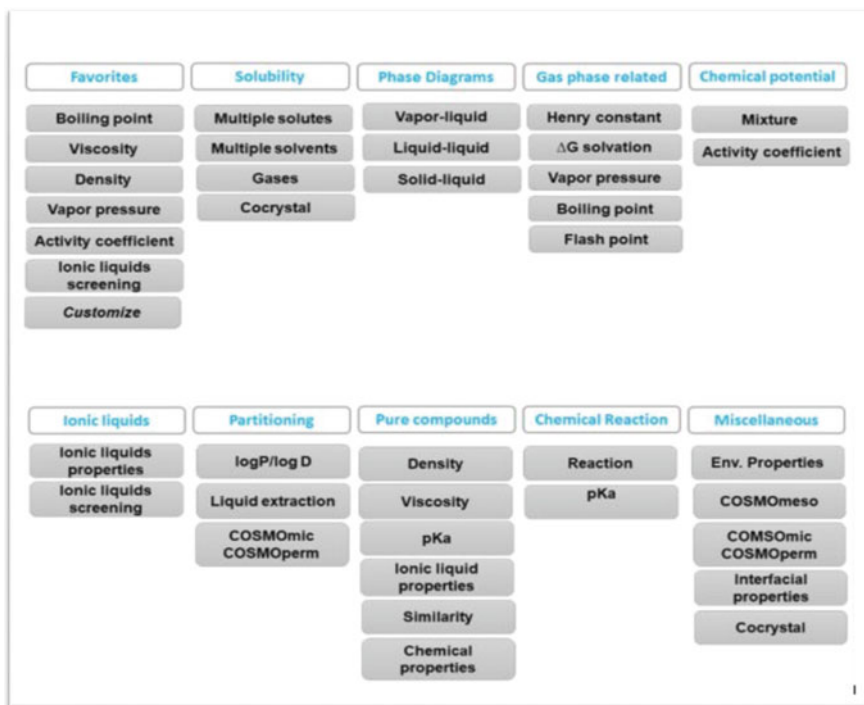 Favorites
Boiling point
Viscosity
Density
Vapor pressure
Activity coefficient
Ionic liquids
screening
Customize
Solubility
Multiple solutes
Multiple solvents
Gases
Cocrystal
Phase Diagrams
Vapor-liquid
Liquid-liquid
Solid-liquid
Gas phase related
Henry constant
ΔG solvation
Vapor pressure
Boiling point
Flash point
Chemical potential
Mixture
Activity coefficient
Ionic liquids
Ionic liquids
properties
Ionic liquids
screening
Partitioning
logP/log D
Liquid extraction
COSMOmic
COSMOperm
Pure compounds
Density
Viscosity
pKa
Ionic liquid
properties
Similarity
Chemical
properties
Chemical Reaction
Reaction
pKa
Miscellaneous
Env. Properties
COSMOmeso
COMSOmic
COSMOperm
Interfacial
properties
Cocrystal
I